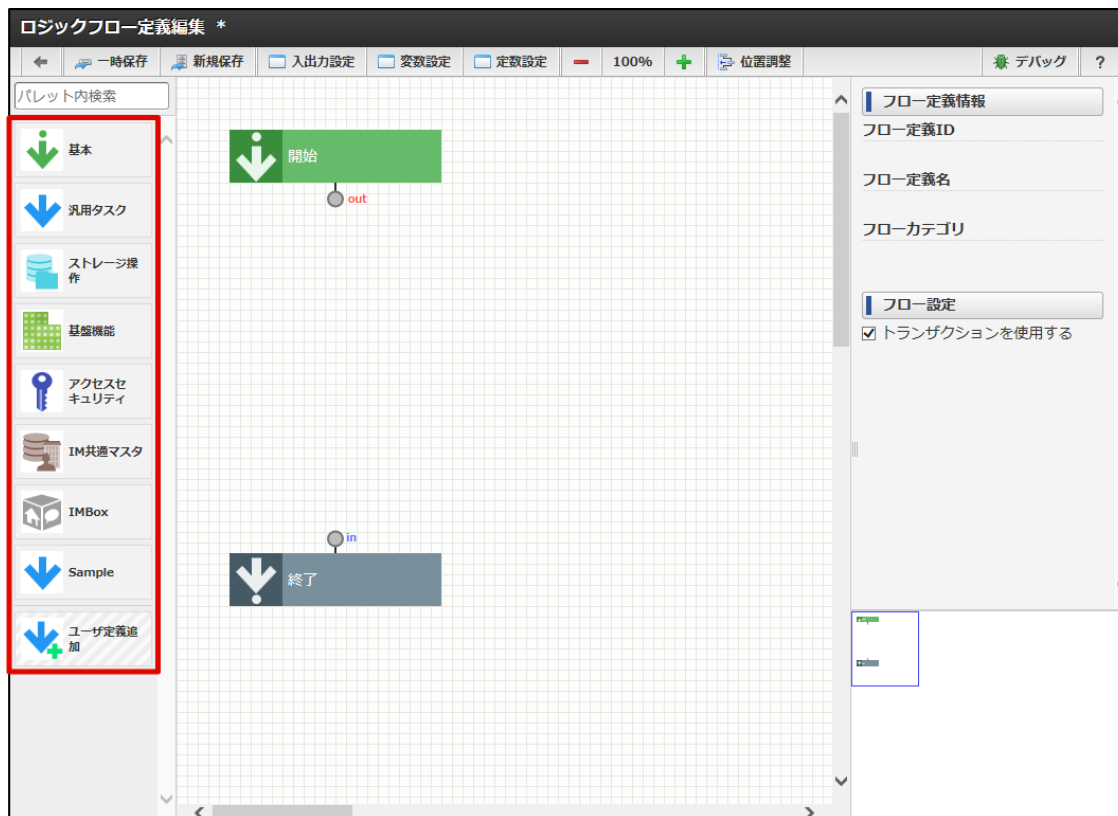 ロジックフロー定義編集 *
一時保存 新規保存 入出力設定 変数設定 定数設定 100% 位置調整 デバッグ ?
パレット内検索
基本
汎用タスク
ストレージ操
作
基盤機能
アクセスセ
キュリティ
IM共通マスタ
IMBox
Sample
ユーザ定義追
加
開始
out
in
終了
フロー定義情報
フロー定義ID
フロー定義名
フローカテゴリ
フロー設定
トランザクションを使用する